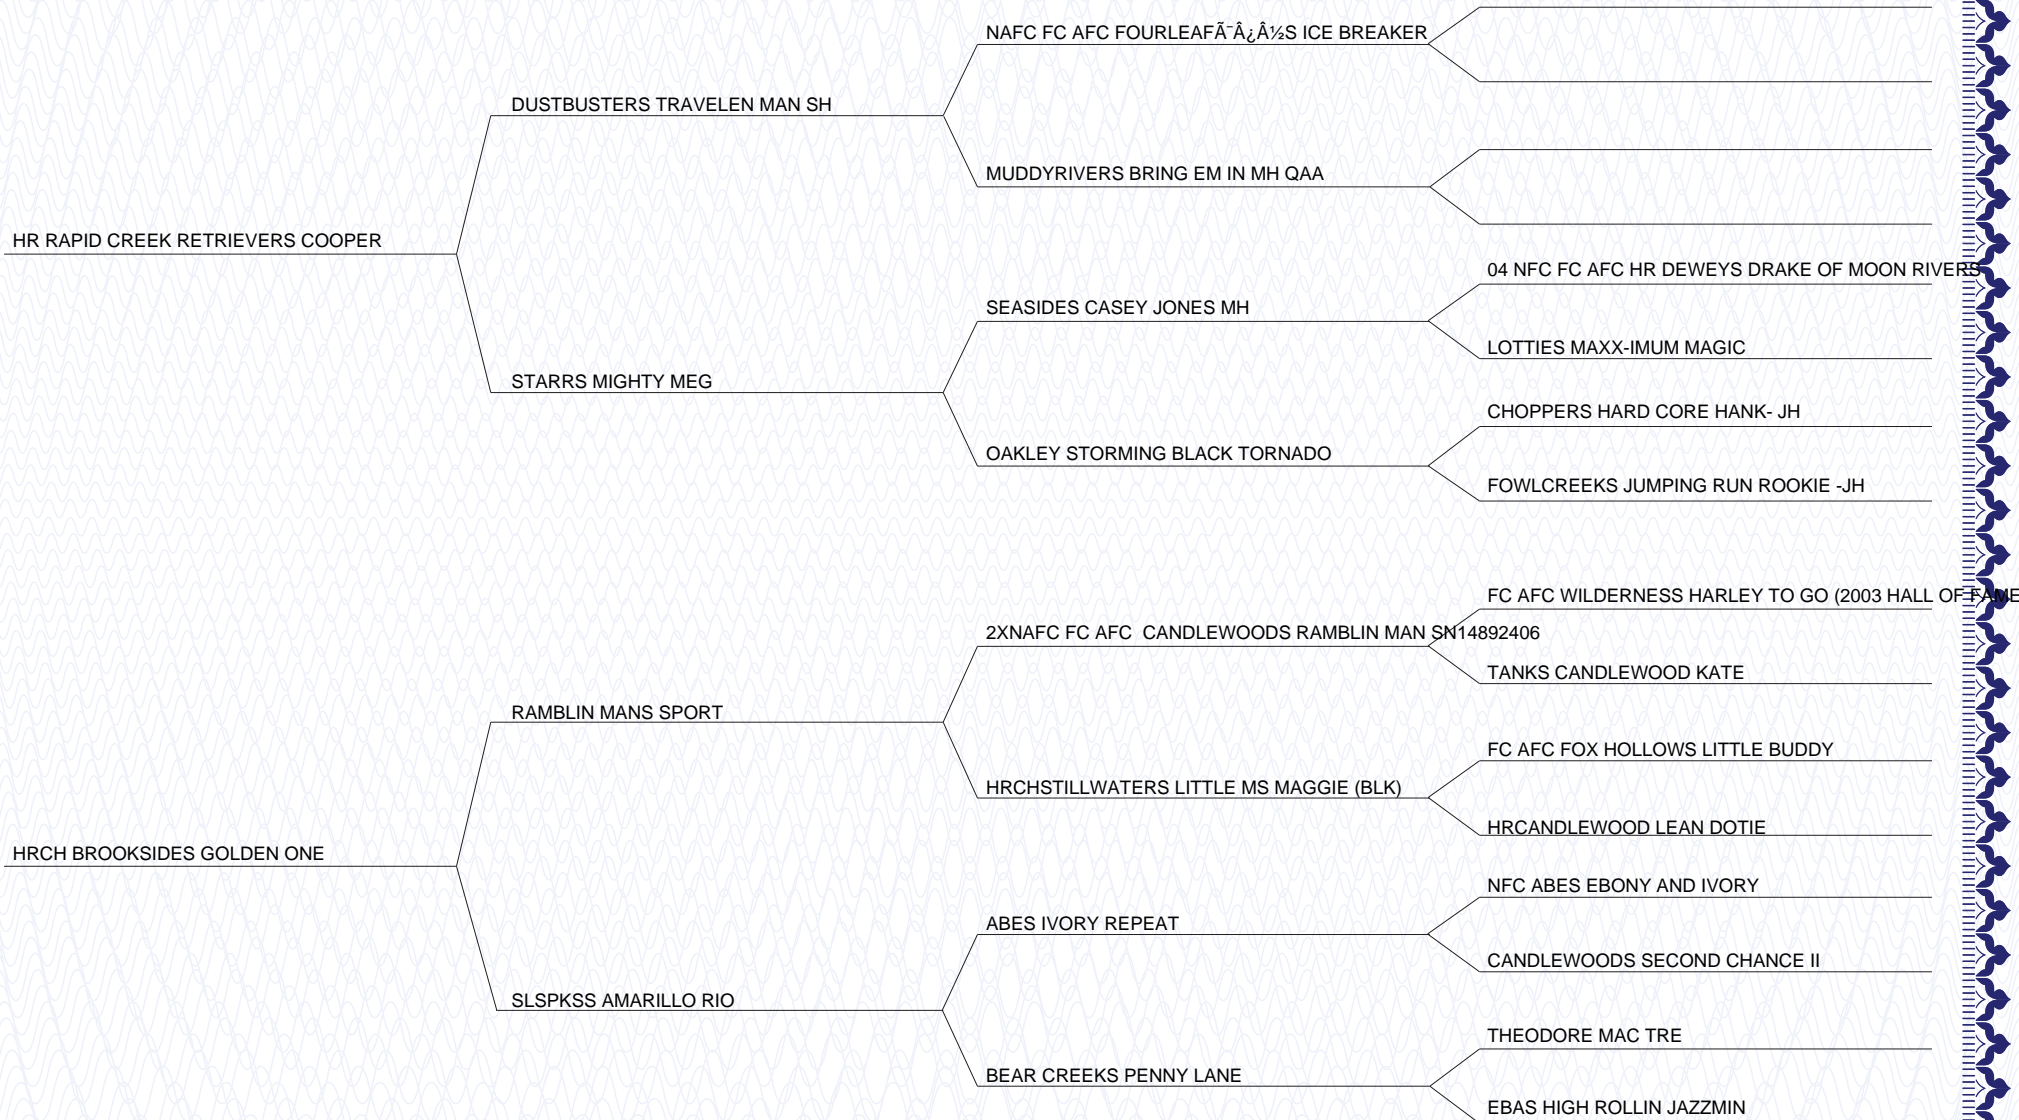 NAFC FC AFC FOURLEAFÃ¯Â¿Â½S ICE BREAKER
DUSTBUSTERS TRAVELEN MAN SH
MUDDYRIVERS BRING EM IN MH QAA
HR RAPID CREEK RETRIEVERS COOPER
04 NFC FC AFC HR DEWEYS DRAKE OF MOON RIVERS
SEASIDES CASEY JONES MH
LOTTIES MAXX-IMUM MAGIC
STARRS MIGHTY MEG
CHOPPERS HARD CORE HANK- JH
OAKLEY STORMING BLACK TORNADO
FOWLCREEKS JUMPING RUN ROOKIE -JH
FC AFC WILDERNESS HARLEY TO GO (2003 HALL OF FAME
2XNAFC FC AFC  CANDLEWOODS RAMBLIN MAN SN14892406
TANKS CANDLEWOOD KATE
RAMBLIN MANS SPORT
FC AFC FOX HOLLOWS LITTLE BUDDY
HRCHSTILLWATERS LITTLE MS MAGGIE (BLK)
HRCANDLEWOOD LEAN DOTIE
HRCH BROOKSIDES GOLDEN ONE
NFC ABES EBONY AND IVORY
ABES IVORY REPEAT
CANDLEWOODS SECOND CHANCE II
SLSPKSS AMARILLO RIO
THEODORE MAC TRE
BEAR CREEKS PENNY LANE
EBAS HIGH ROLLIN JAZZMIN